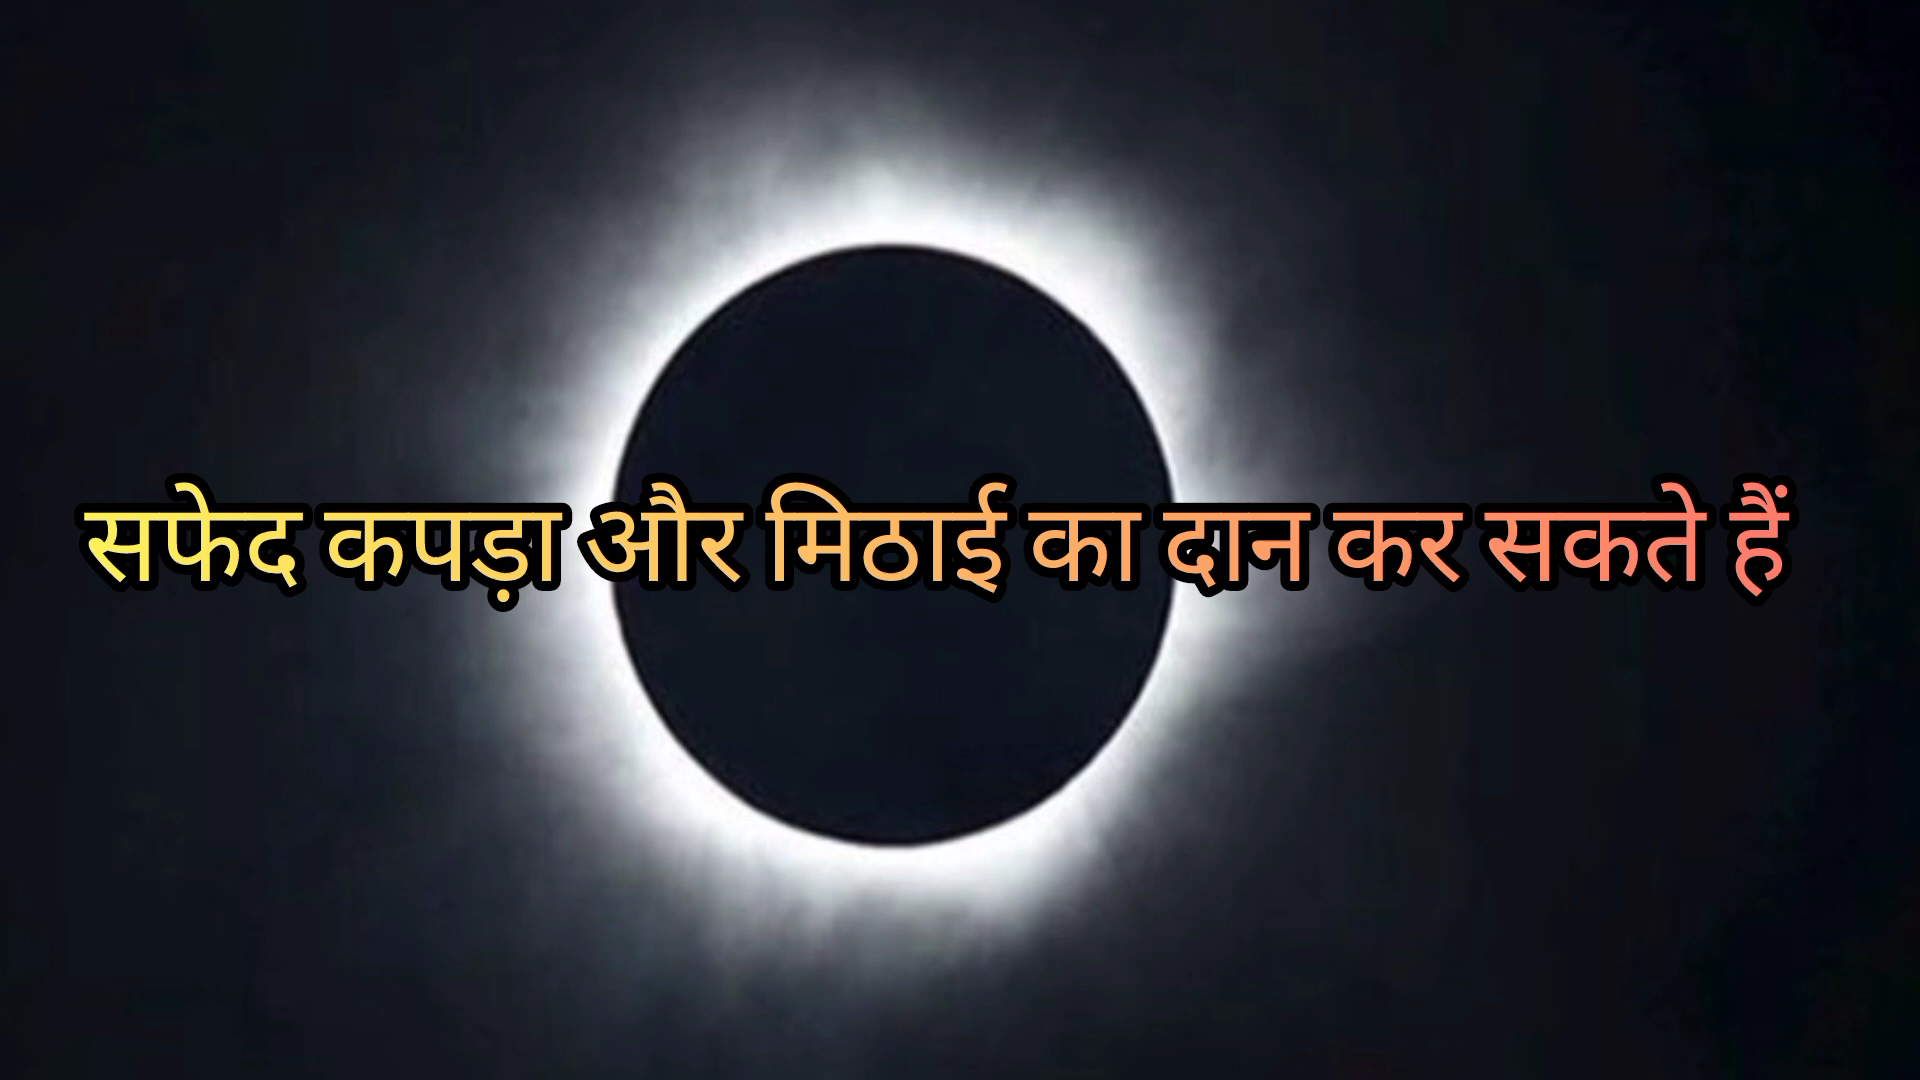 सफेद कपड़ा और मिठाई का दान कर सकते हैं